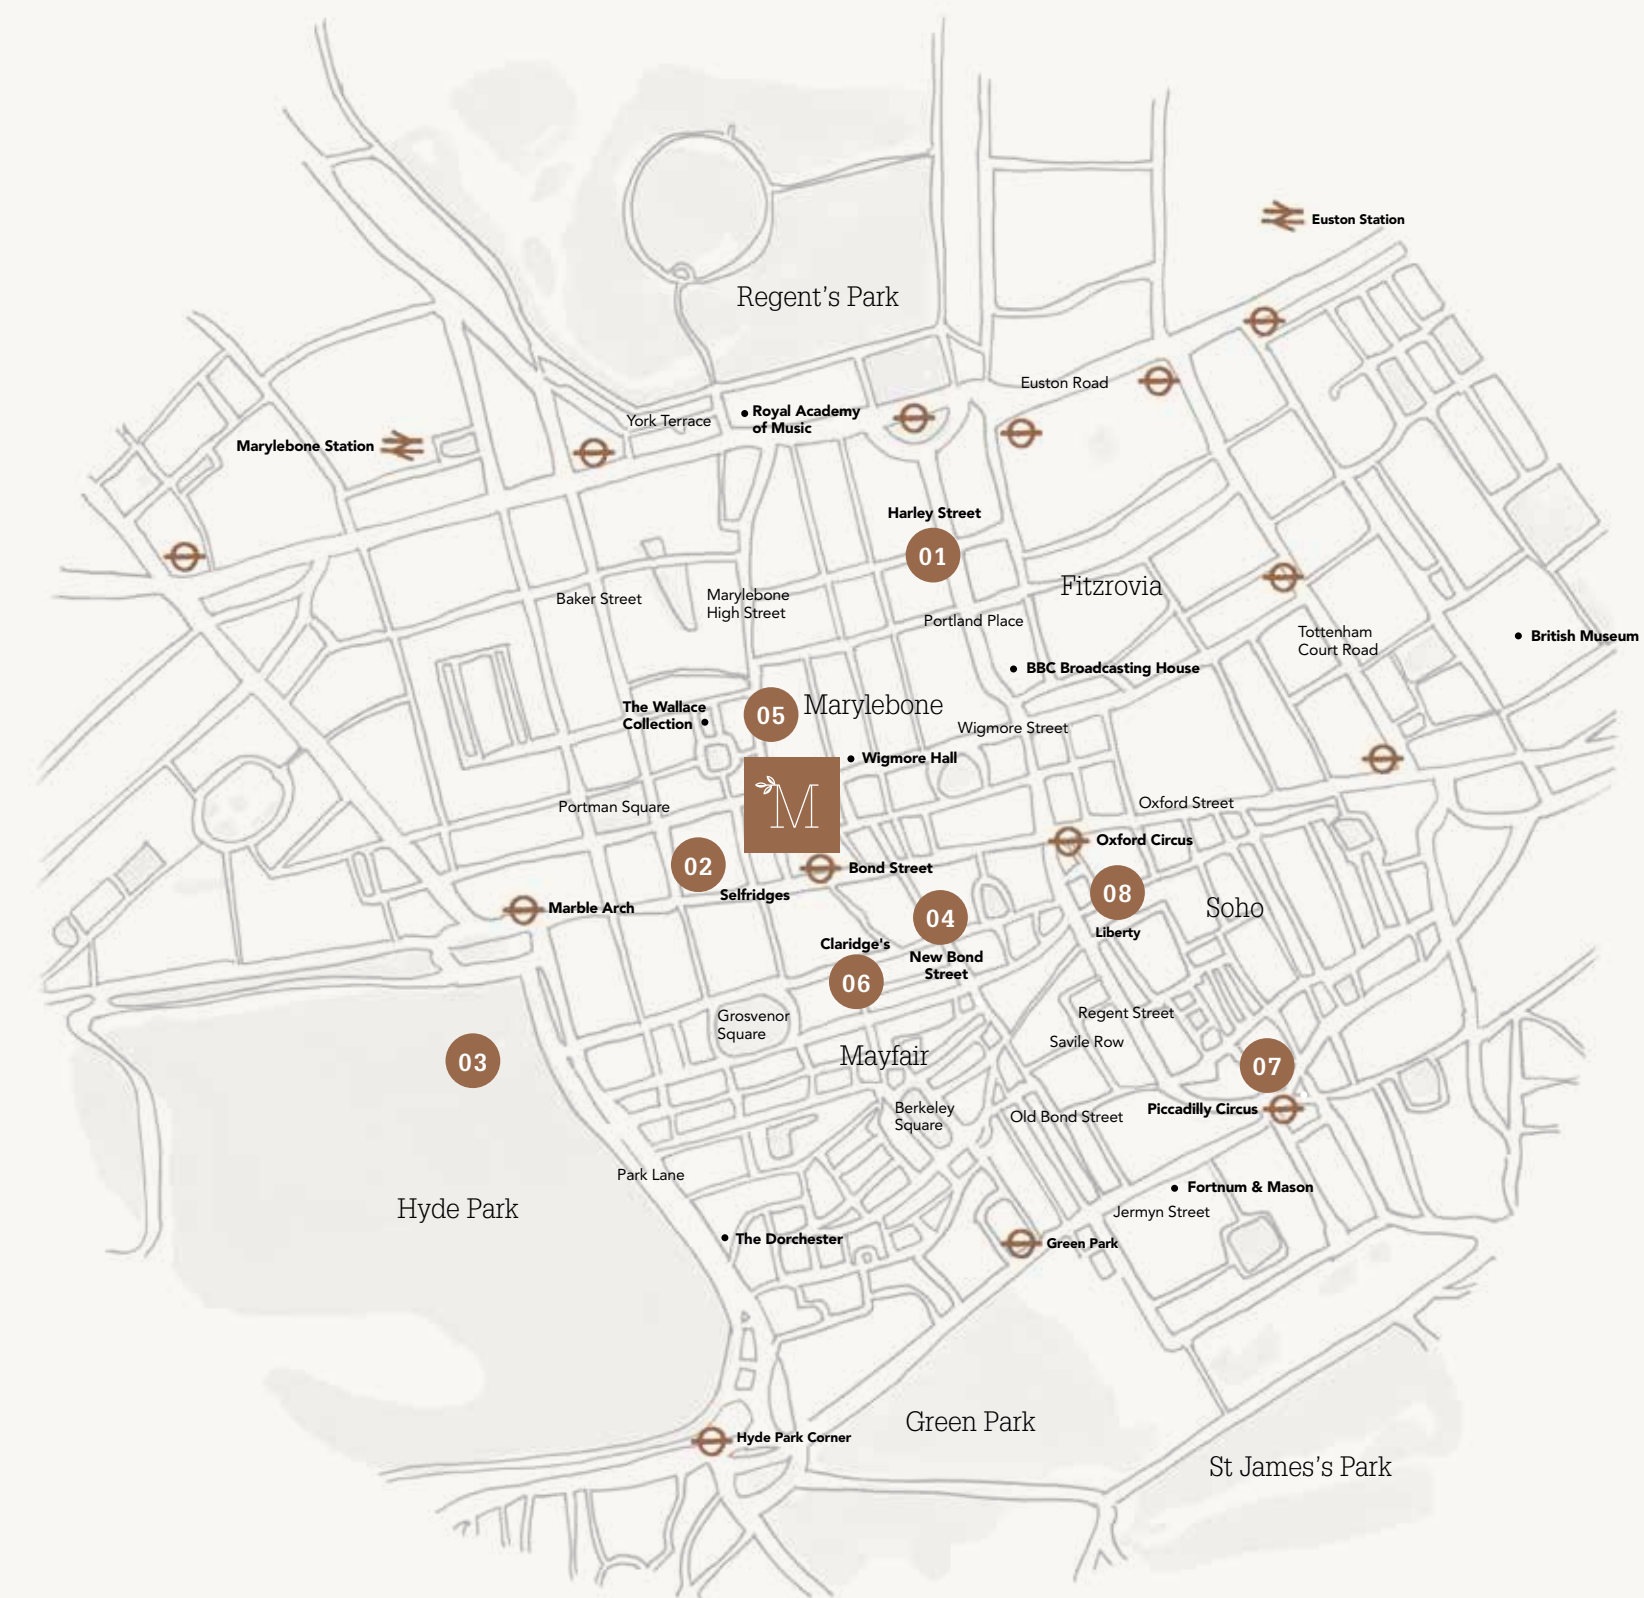 Euston Station
Regent's Park
Euston Road
York Terrace
Royal Academy
of Music
Marylebone Station
Harley Street
01
Fitzrovia
Baker Street
Marylebone
High Street
Portland Place
Tottenham
Court Road
British Museum
BBC Broadcasting House
The Wallace
Collection
05
Marylebone
Wigmore Street
Wigmore Hall
M
Portman Square
Oxford Street
Oxford Circus
02
Bond Street
Selfridges
08
Liberty
Soho
Marble Arch
04
New Bond
Street
Claridge's
06
Grosvenor
Square
Regent Street
Savile Row
03
Mayfair
07
Berkeley
Square
Old Bond Street
Piccadilly Circus
Park Lane
Fortnum & Mason
Hyde Park
Jermyn Street
The Dorchester
Green Park
Green Park
Hyde Park Corner
St James's Park